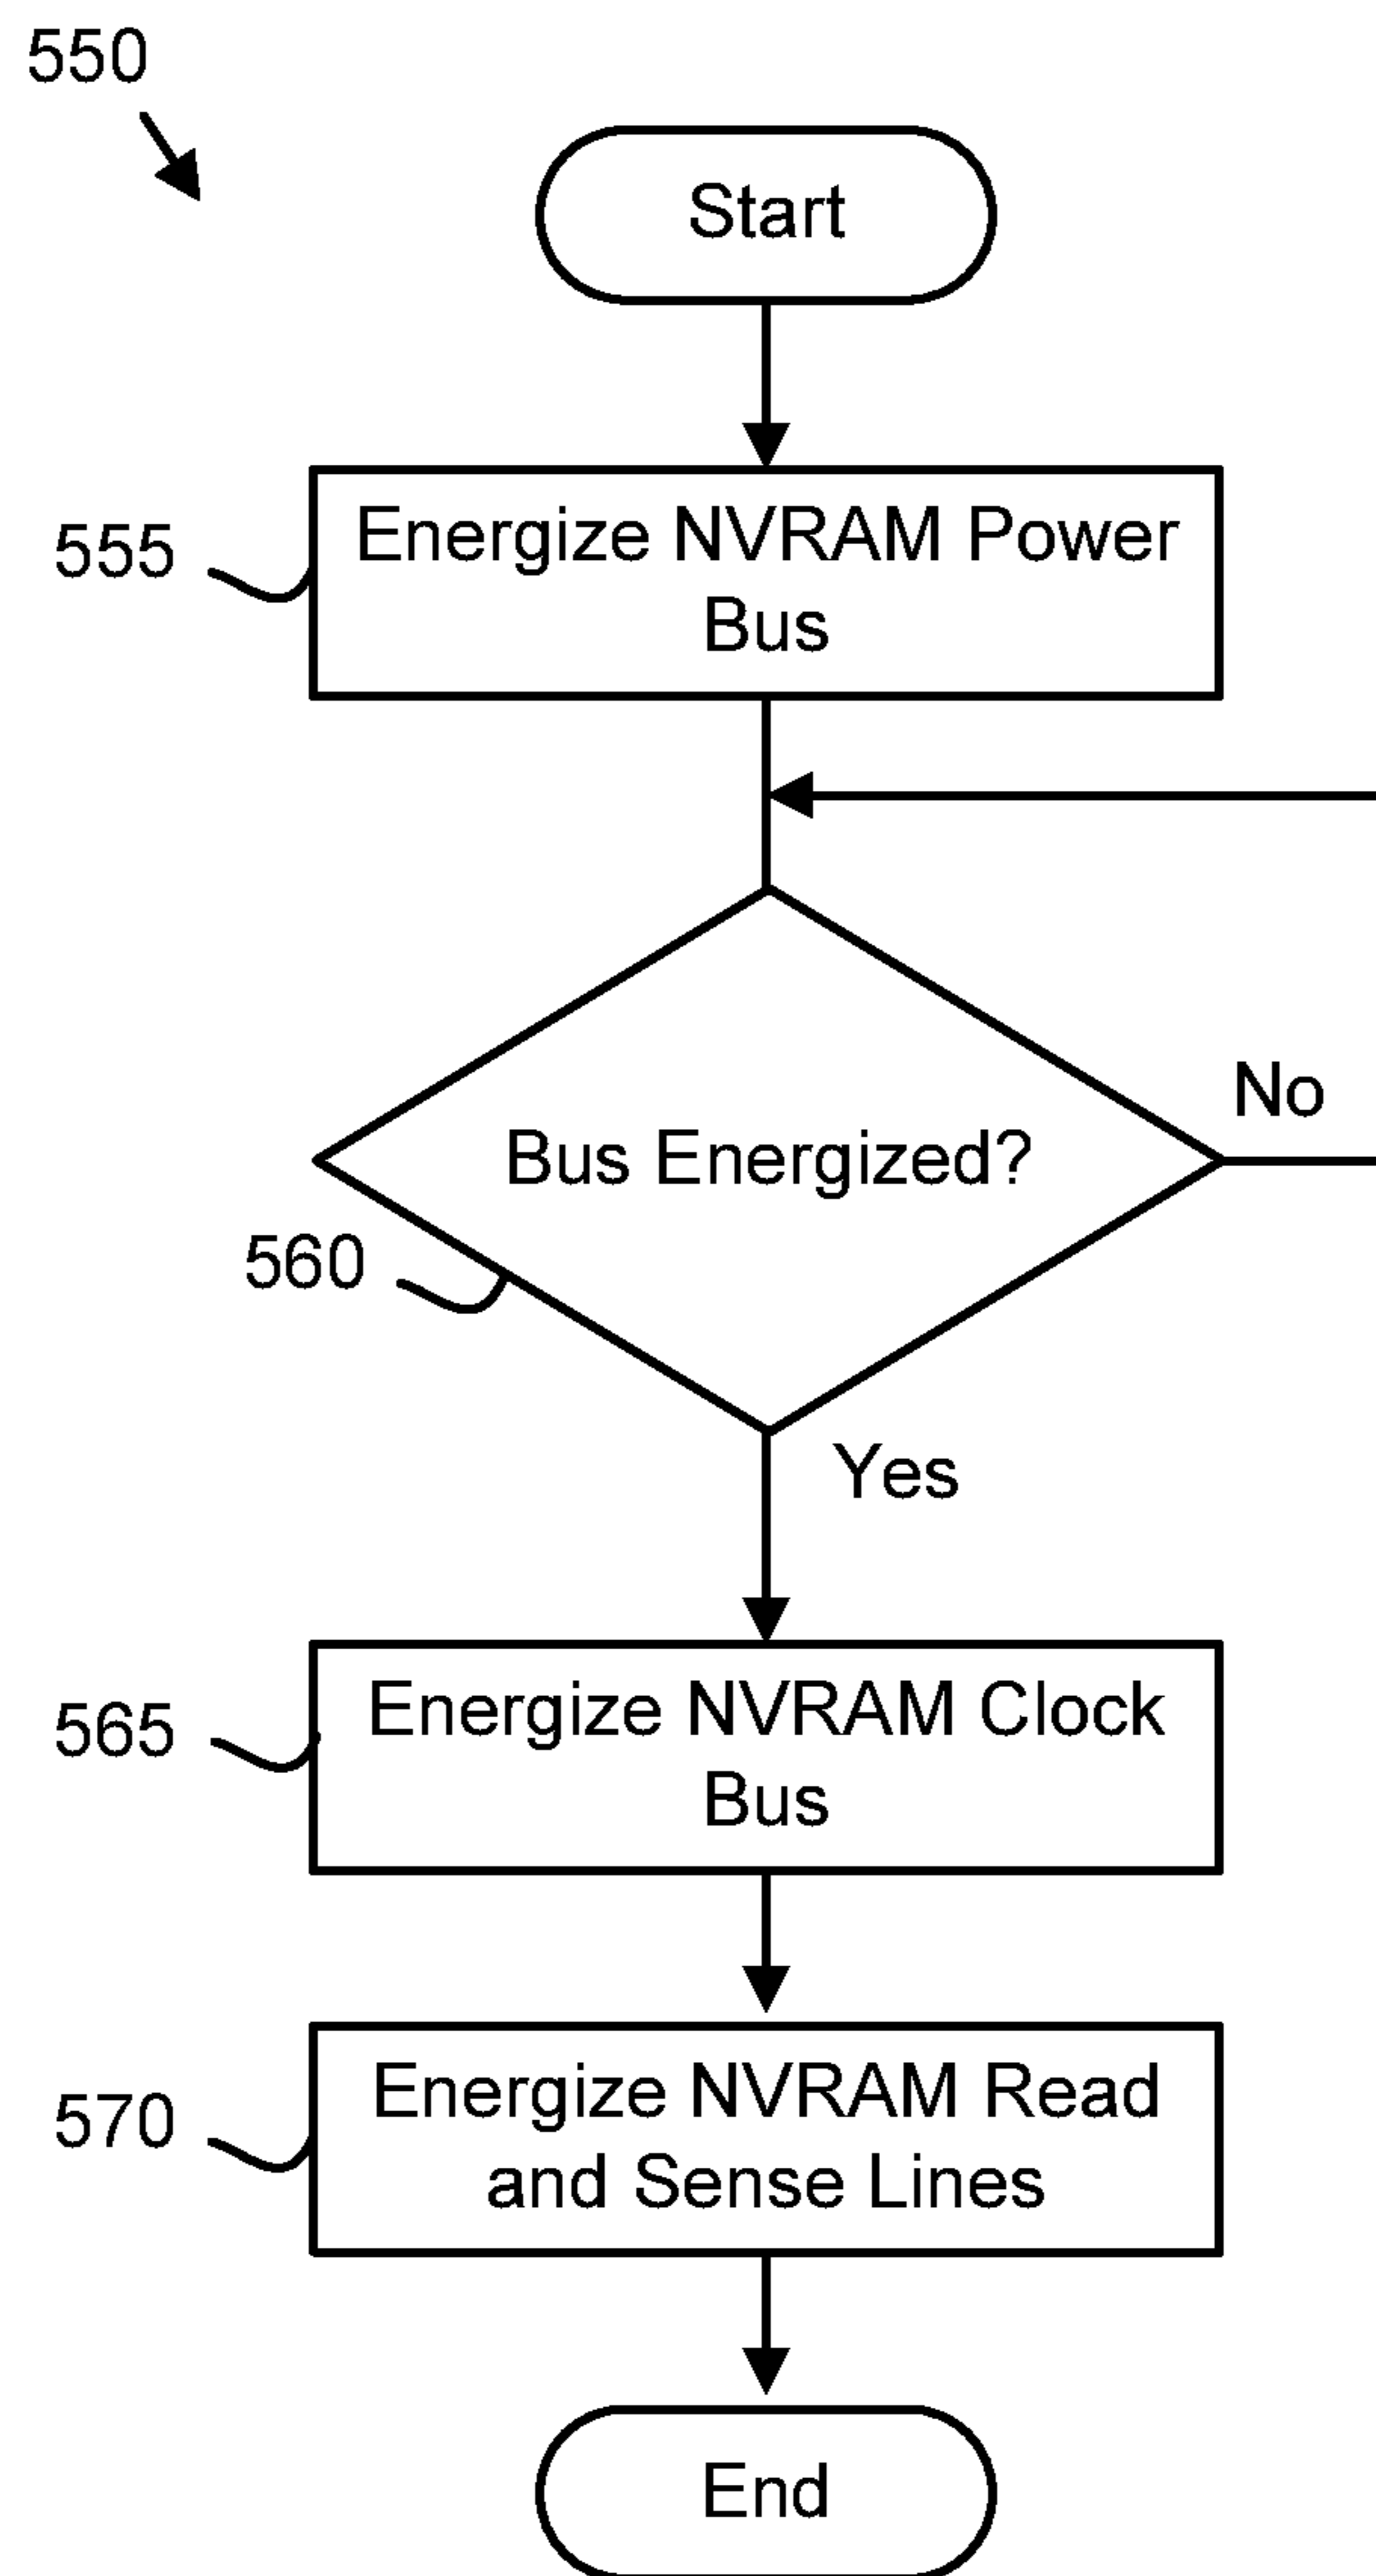 550
Start
555
Energize NVRAM Power
Bus
No
Bus Energized?
560
Yes
565
Energize NVRAM Clock
Bus
570
Energize NVRAM Read
and Sense Lines
End